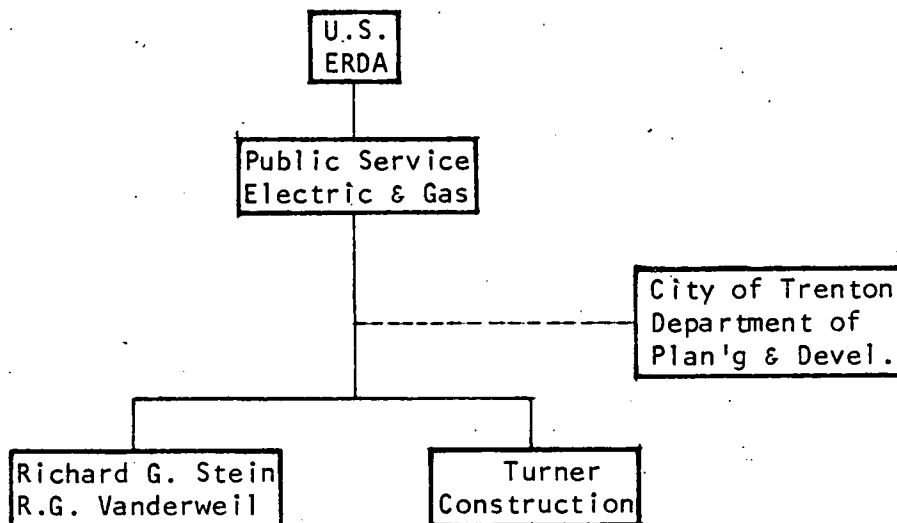 U.S.
ERDA
Public Service
Electric & Gas
City of Trenton
Department of
Plan'g & Devel.
Richard G. Stein
R.G. Vanderweil
Turner
Construction